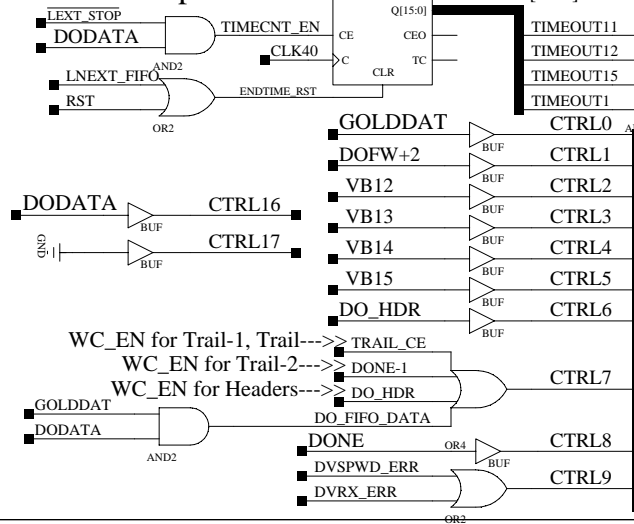 LEXT_STOP
DODATA
AND2
TIMECNT_EN
CLK40
CE
C
Q[15:0]
CEO
TC
CLR
TIMEOUT11
TIMEOUT12
TIMEOUT15
TIMEOUT1
LNEXT_FIFO
RST
OR2
ENDTIME_RST
GOLDDAT
BUF
CTRL0
DOFW+2
BUF
CTRL1
VB12
BUF
CTRL2
VB13
BUF
CTRL3
VB14
BUF
CTRL4
VB15
BUF
CTRL5
DO_HDR
BUF
CTRL6
DODATA
BUF
CTRL16
GND
BUF
CTRL17
WC_EN for Trail-1, Trail--->> TRAIL_CE
WC_EN for Trail-2--->> DONE-1
WC_EN for Headers--->> DO_HDR
CTRL7
GOLDDAT
DODATA
AND2
DO_FIFO_DATA
OR4
DONE
BUF
CTRL8
DVSPWD_ERR
DVRX_ERR
OR2
CTRL9